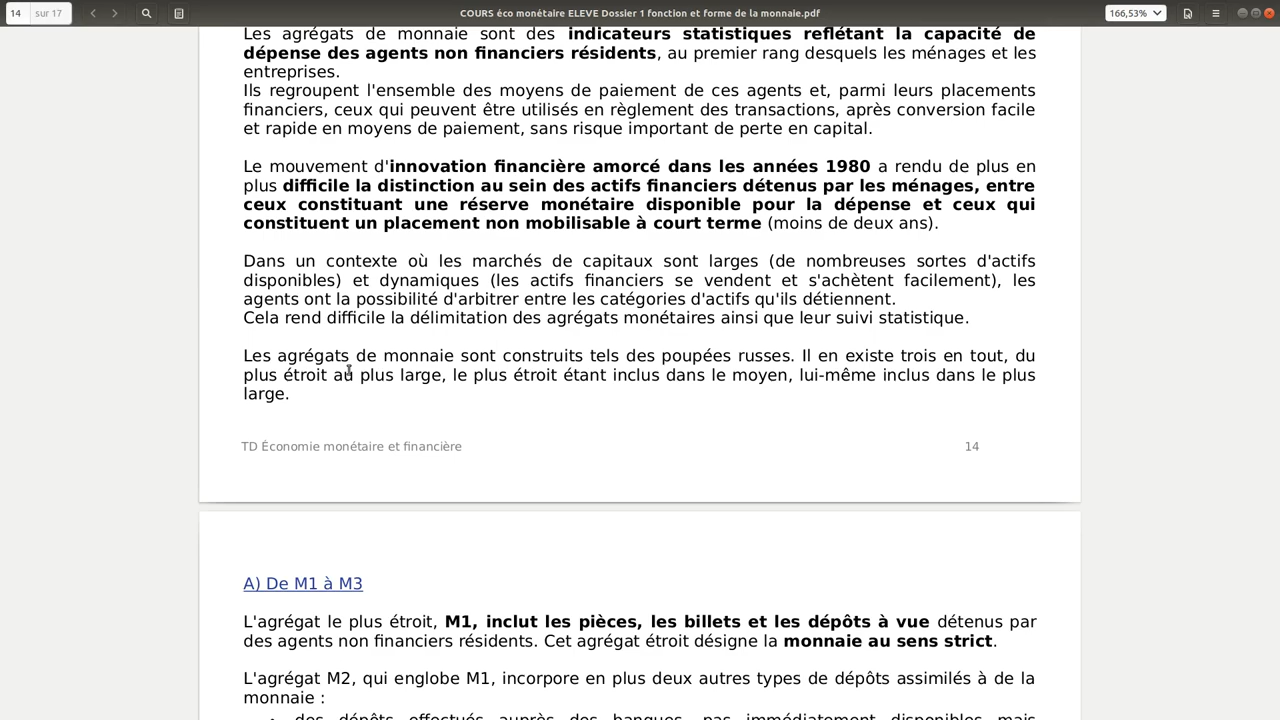 14 sur 17
COURS éco monétaire ELEVE Dossier 1 fonction et forme de la monnaie.pdf
166,53%
Les agrégats de monnaie sont des indicateurs statistiques reflétant la capacité de
dépense des agents non financiers résidents, au premier rang desquels les ménages et les
entreprises.
Ils regroupent l'ensemble des moyens de paiement de ces agents et, parmi leurs placements
financiers, ceux qui peuvent être utilisés en règlement des transactions, après conversion facile
et rapide en moyens de paiement, sans risque important de perte en capital.
Le mouvement d'innovation financière amorcé dans les années 1980 a rendu de plus en
plus difficile la distinction au sein des actifs financiers détenus par les ménages, entre
ceux constituant une réserve monétaire disponible pour la dépense et ceux qui
constituent un placement non mobilisable à court terme (moins de deux ans).
Dans un contexte où les marchés de capitaux sont larges (de nombreuses sortes d'actifs
disponibles) et dynamiques (les actifs financiers se vendent et s'achètent facilement), les
agents ont la possibilité d'arbitrer entre les catégories d'actifs qu'ils détiennent.
Cela rend difficile la délimitation des agrégats monétaires ainsi que leur suivi statistique.
Les agrégats de monnaie sont construits tels des poupées russes. Il en existe trois en tout, du
plus étroit au plus large, le plus étroit étant inclus dans le moyen, lui-même inclus dans le plus
large.
TD Économie monétaire et financière 14
A) De M1 à M3
L'agrégat le plus étroit, M1, inclut les pièces, les billets et les dépôts à vue détenus par
des agents non financiers résidents. Cet agrégat étroit désigne la monnaie au sens strict.
L'agrégat M2, qui englobe M1, incorpore en plus deux autres types de dépôts assimilés à de la
monnaie :
• des dépôts effectués auprès des banques, pas immédiatement disponibles mais